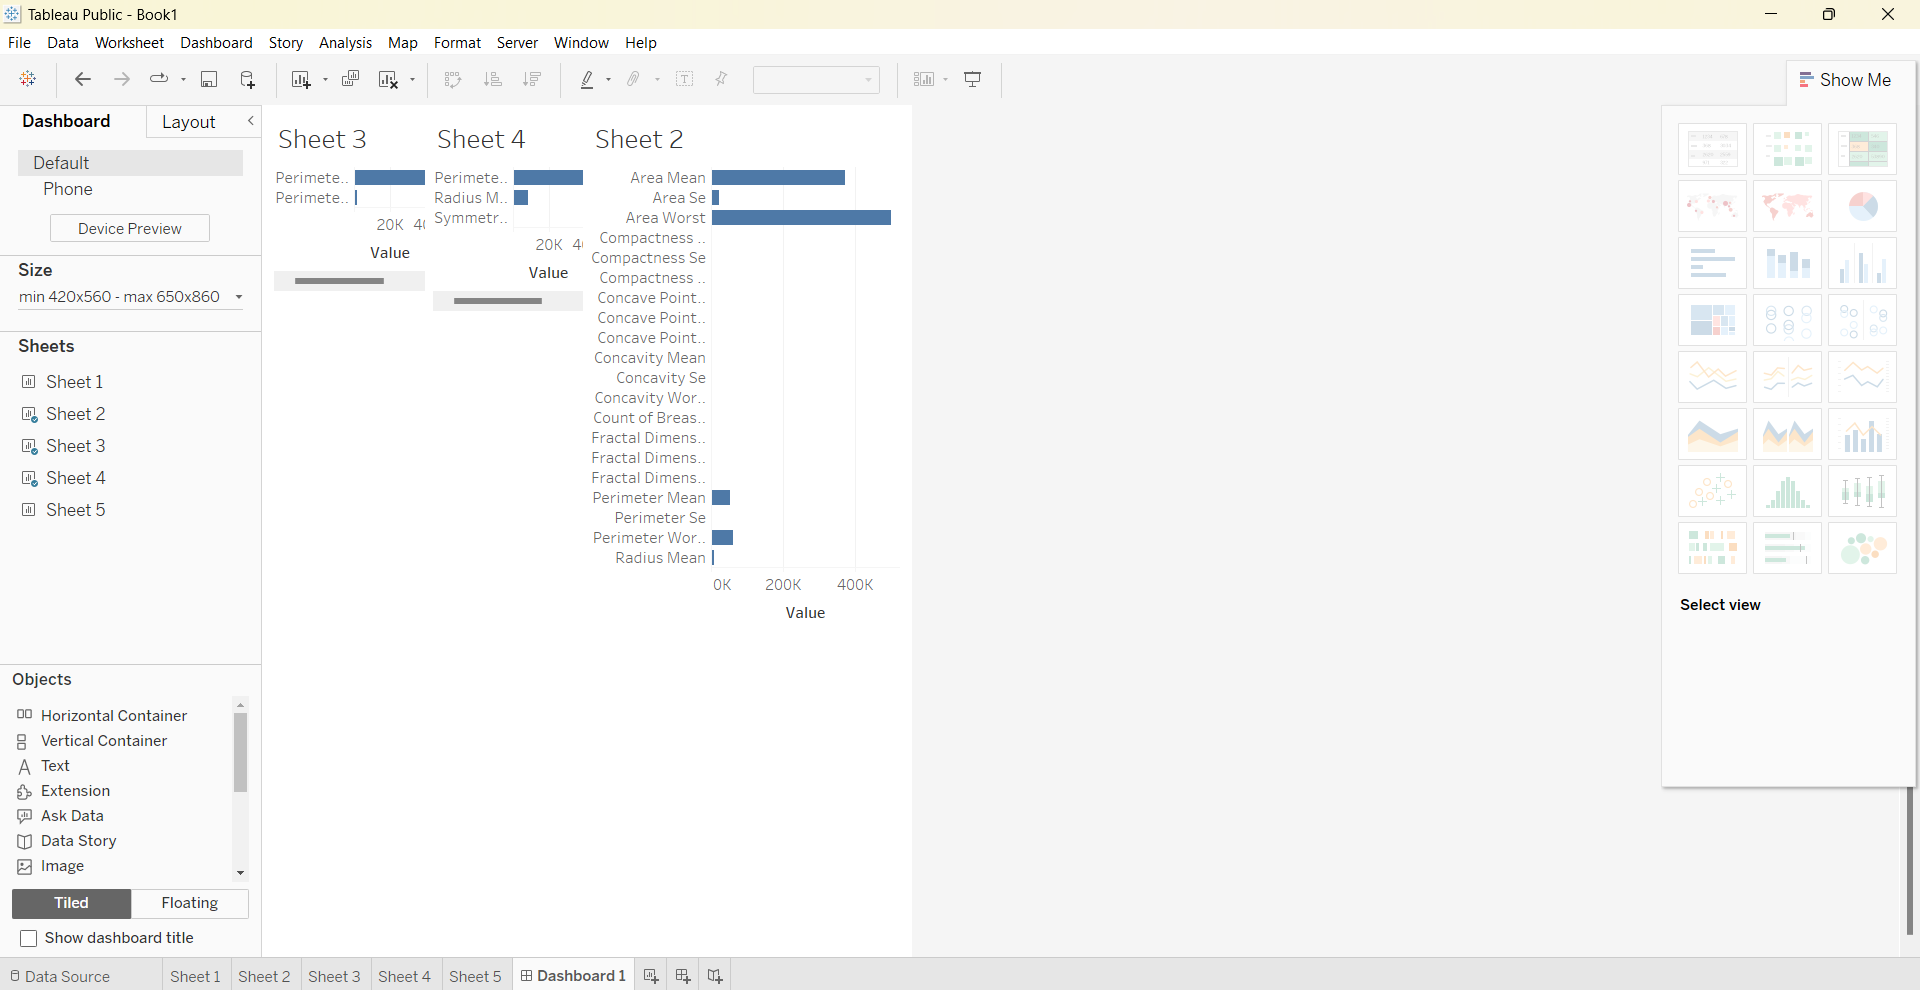 Tableau Public - Book1
File Data Worksheet Dashboard Story Analysis Map Format Server Window Help
Show Me
Dashboard
Layout
Default
Phone
Device Preview
Size
min 420x560 - max 650x860
Sheets
Sheet 1
Sheet 2
Sheet 3
Sheet 4
Sheet 5
Objects
Horizontal Container
Vertical Container
Text
Extension
Ask Data
Data Story
Image
Tiled
Floating
Show dashboard title
Sheet 3
Perimete..
Perimete..
20K
Value
Sheet 4
Perimete..
Radius M..
Symmetr..
20K
Value
Sheet 2
Area Mean
Area Se
Area Worst
Compactness ..
Compactness Se
Compactness ..
Concave Point..
Concave Point..
Concave Point..
Concavity Mean
Concavity Se
Concavity Wor..
Count of Breas..
Fractal Dimens..
Fractal Dimens..
Fractal Dimens..
Perimeter Mean
Perimeter Se
Perimeter Wor..
Radius Mean
0K 200K 400K
Value
Select view
Data Source Sheet 1 Sheet 2 Sheet 3 Sheet 4 Sheet 5 Dashboard 1